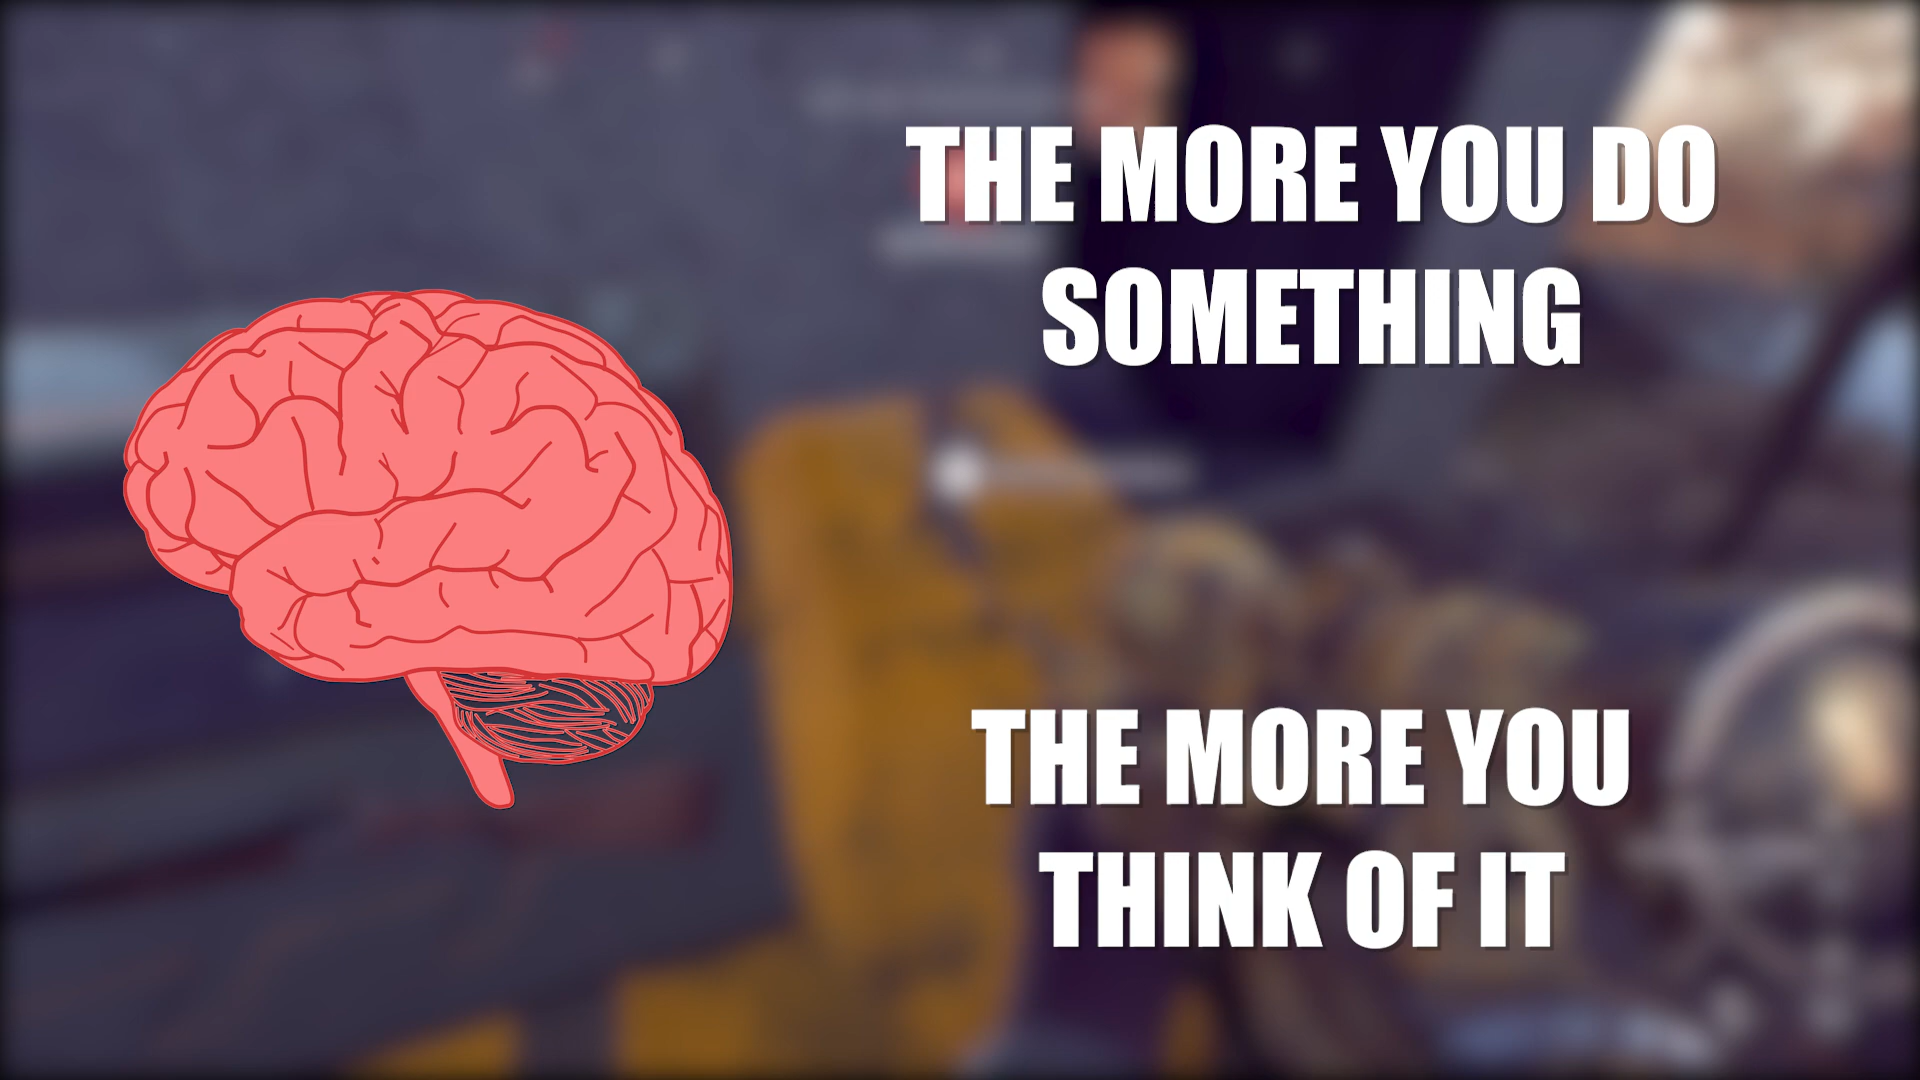 THE MORE YOU DO
SOMETHING
THE MORE YOU
THINK OF IT